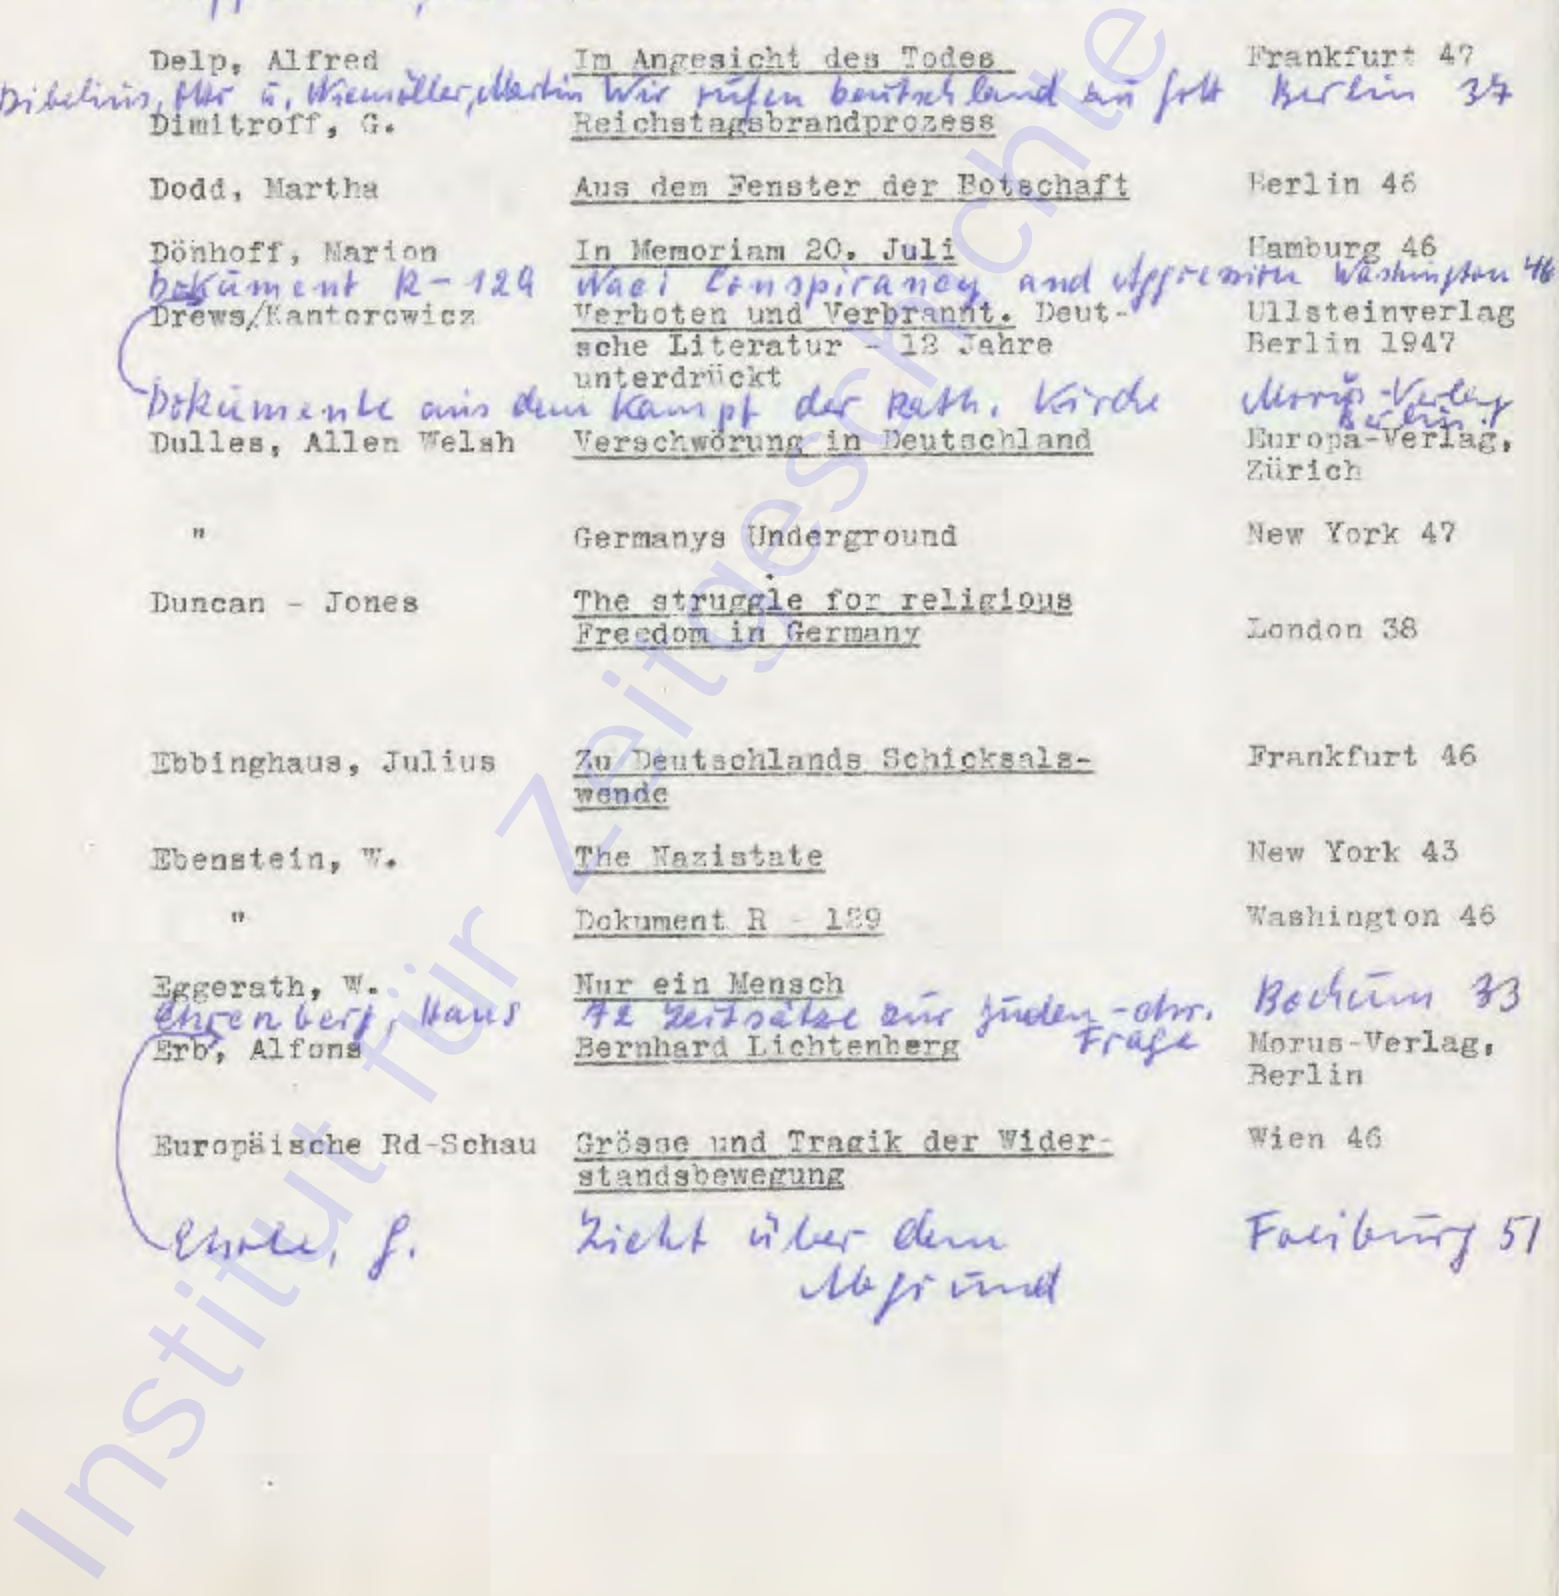 Delp, Alfred Im Angesicht des Todes Frankfurt 47
Dibelius, Otto u. Niemöller, Martin Wir rufen Deutschland zu Gott Berlin 37
Dimitroff, G. Reichstagsbrandprozess
Dodd, Martha Aus dem Fenster der Botschaft Berlin 46
Dönhoff, Marion In Memoriam 20. Juli Hamburg 46
Dokument R-129 Nazi Conspirancy and Aggression Washington 46
Drews/Kantorowicz Verboten und Verbrannt. Deut- Ullsteinverlag
sche Literatur - 12 Jahre Berlin 1947
unterdrückt
Dokumente aus dem Kampf der kath. Kirche Morus-Verlag
Berlin
Dulles, Allen Welsh Verschwörung in Deutschland Europa-Verlag,
Zürich
" Germanys Underground New York 47
Duncan - Jones The struggle for religious
Freedom in Germany London 38
Ebbinghaus, Julius Zu Deutschlands Schicksals- Frankfurt 46
wende
Ebenstein, W. The Nazistate New York 43
" Dokument R - 129 Washington 46
Eggerath, W. Nur ein Mensch
Ehrenberg, Hans 72 Leitsätze zur juden-chr. Bochum 33
Frage
Erb, Alfons Bernhard Lichtenberg Morus-Verlag,
Berlin
Europäische Rd-Schau Grösse und Tragik der Wider- Wien 46
standsbewegung
G. Licht über dem Freiburg 51
Abgrund
Institut für Zeitgeschichte